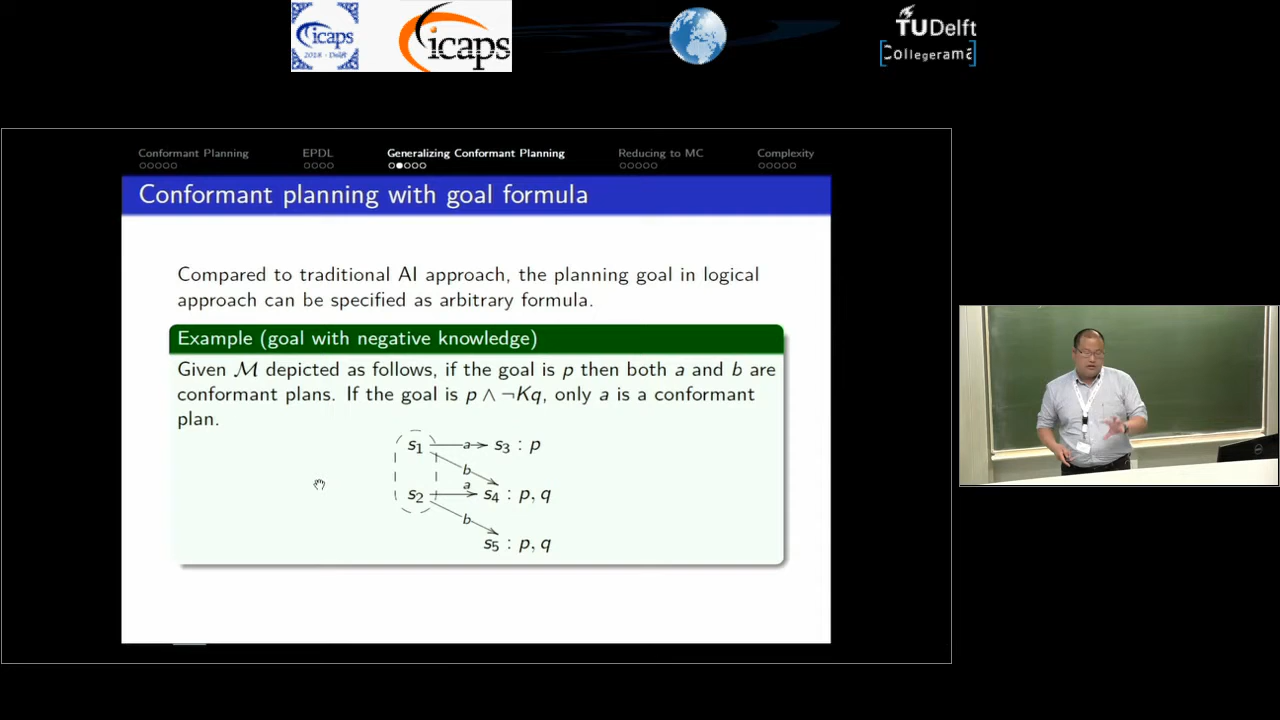 icaps
2018 - Delft
icaps
TUDelft
Collegerama
Conformant Planning
EPDL
Generalizing Conformant Planning
Reducing to MC
Complexity
Conformant planning with goal formula
Compared to traditional AI approach, the planning goal in logical
approach can be specified as arbitrary formula.
Example (goal with negative knowledge)
Given ℳ depicted as follows, if the goal is p then both a and b are
conformant plans. If the goal is p ∧ ¬Kq, only a is a conformant
plan.
s₁ a s₃ : p
b
s₂ a s₄ : p, q
b
s₅ : p, q